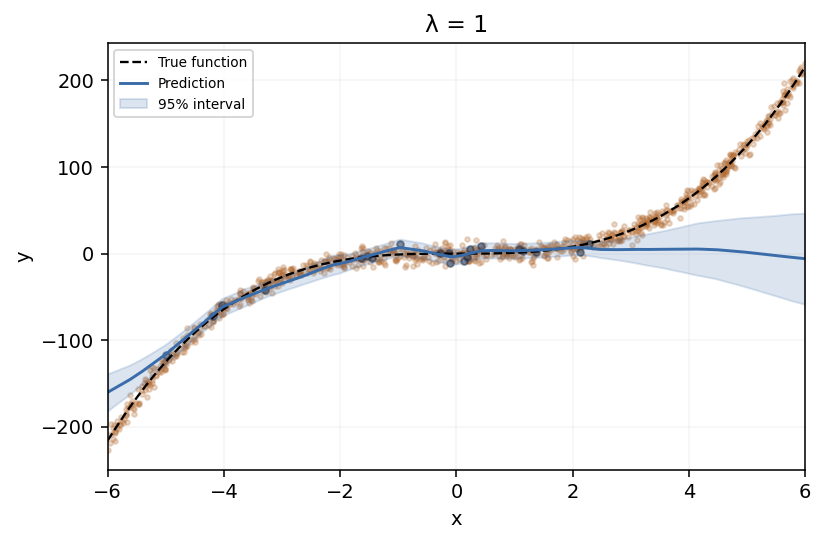 λ = 1
True function
Prediction
95% interval
y
200
100
0
−100
−200
−6 −4 −2 0 2 4 6
x